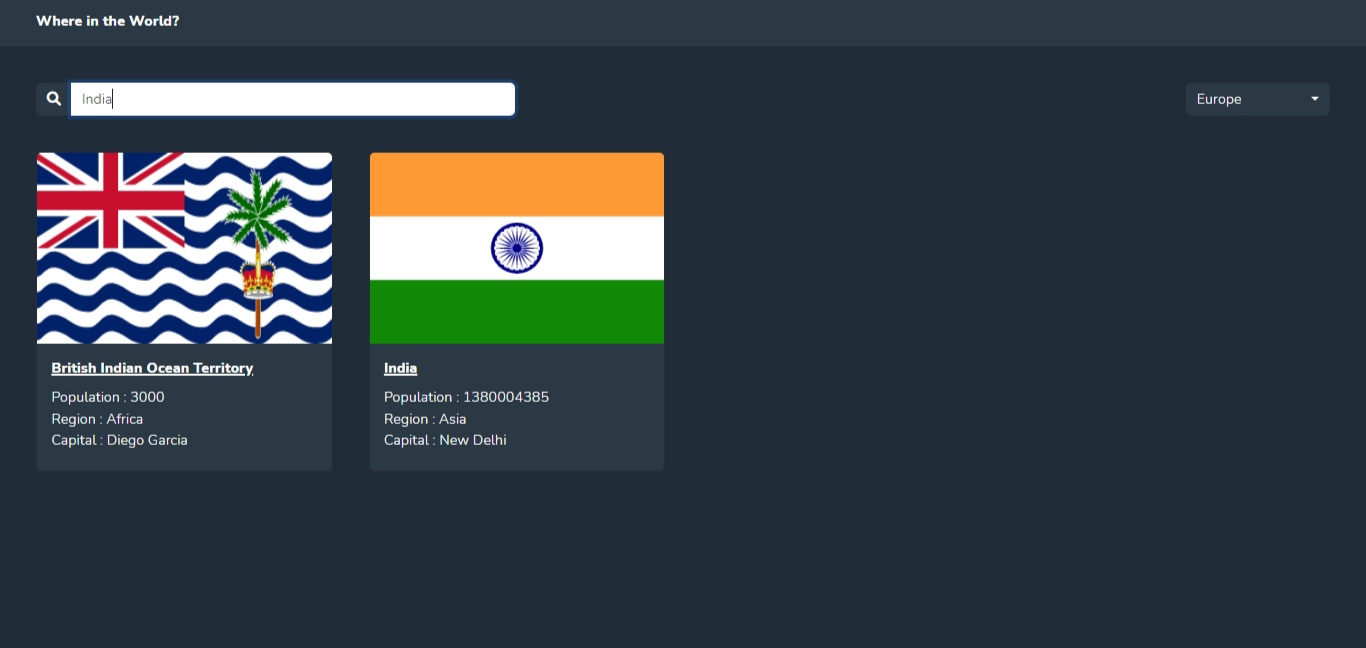 Where in the World?
India
Europe
British Indian Ocean Territory
Population : 3000
Region : Africa
Capital : Diego Garcia
India
Population : 1380004385
Region : Asia
Capital : New Delhi